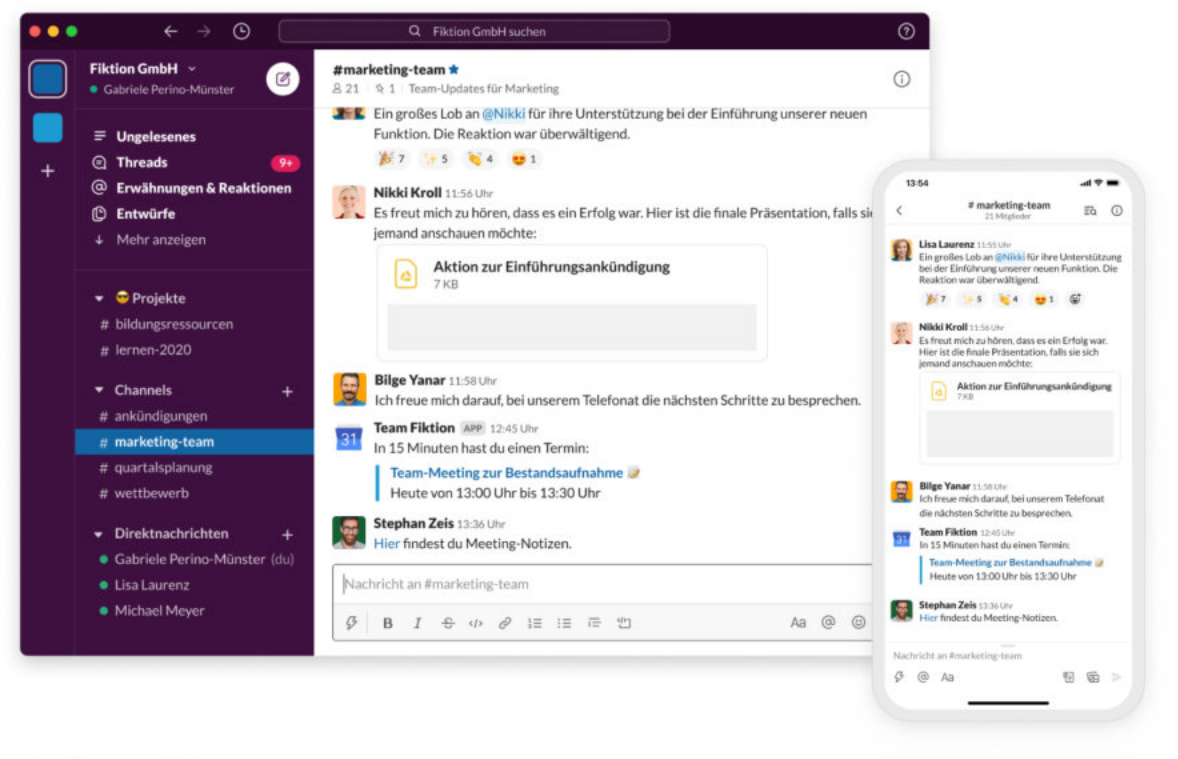 Fiktion GmbH suchen
Fiktion GmbH
Gabriele Perino-Münster
Ungelesenes
Threads 9+
Erwähnungen & Reaktionen
Entwürfe
Mehr anzeigen
😎 Projekte
# bildungsressourcen
# lernen-2020
Channels +
# ankündigungen
# marketing-team
# quartalsplanung
# wettbewerb
Direktnachrichten +
Gabriele Perino-Münster (du)
Lisa Laurenz
Michael Meyer
#marketing-team ★
21 | 1 | Team-Updates für Marketing
Ein großes Lob an @Nikki für ihre Unterstützung bei der Einführung unserer neuen
Funktion. Die Reaktion war überwältigend.
🎉 7 ✨ 5 👏 4 😍 1
Nikki Kroll 11:56 Uhr
Es freut mich zu hören, dass es ein Erfolg war. Hier ist die finale Präsentation, falls si
jemand anschauen möchte:
Aktion zur Einführungsankündigung
7 KB
Bilge Yanar 11:58 Uhr
Ich freue mich darauf, bei unserem Telefonat die nächsten Schritte zu besprechen.
31
Team Fiktion APP 12:45 Uhr
In 15 Minuten hast du einen Termin:
Team-Meeting zur Bestandsaufnahme 📝
Heute von 13:00 Uhr bis 13:30 Uhr
Stephan Zeis 13:36 Uhr
Hier findest du Meeting-Notizen.
Nachricht an #marketing-team
B I S </> Aa @
13:54
# marketing-team
21 Mitglieder
Lisa Laurenz 11:55 Uhr
Ein großes Lob an @Nikki für ihre Unterstützung
bei der Einführung unserer neuen Funktion. Die
Reaktion war überwältigend.
🎉 7 ✨ 5 👏 4 😍 1
Nikki Kroll 11:56 Uhr
Es freut mich zu hören, dass es ein Erfolg war.
Hier ist die finale Präsentation, falls sie sich
jemand anschauen möchte:
Aktion zur Einführungsankündigung
7 KB
Bilge Yanar 11:58 Uhr
Ich freue mich darauf, bei unserem Telefonat
die nächsten Schritte zu besprechen.
31
Team Fiktion 12:45 Uhr
In 15 Minuten hast du einen Termin:
Team-Meeting zur Bestandsaufnahme 📝
Heute von 13:00 Uhr bis 13:30 Uhr
Stephan Zeis 13:36 Uhr
Hier findest du Meeting-Notizen.
Nachricht an #marketing-team
@ Aa